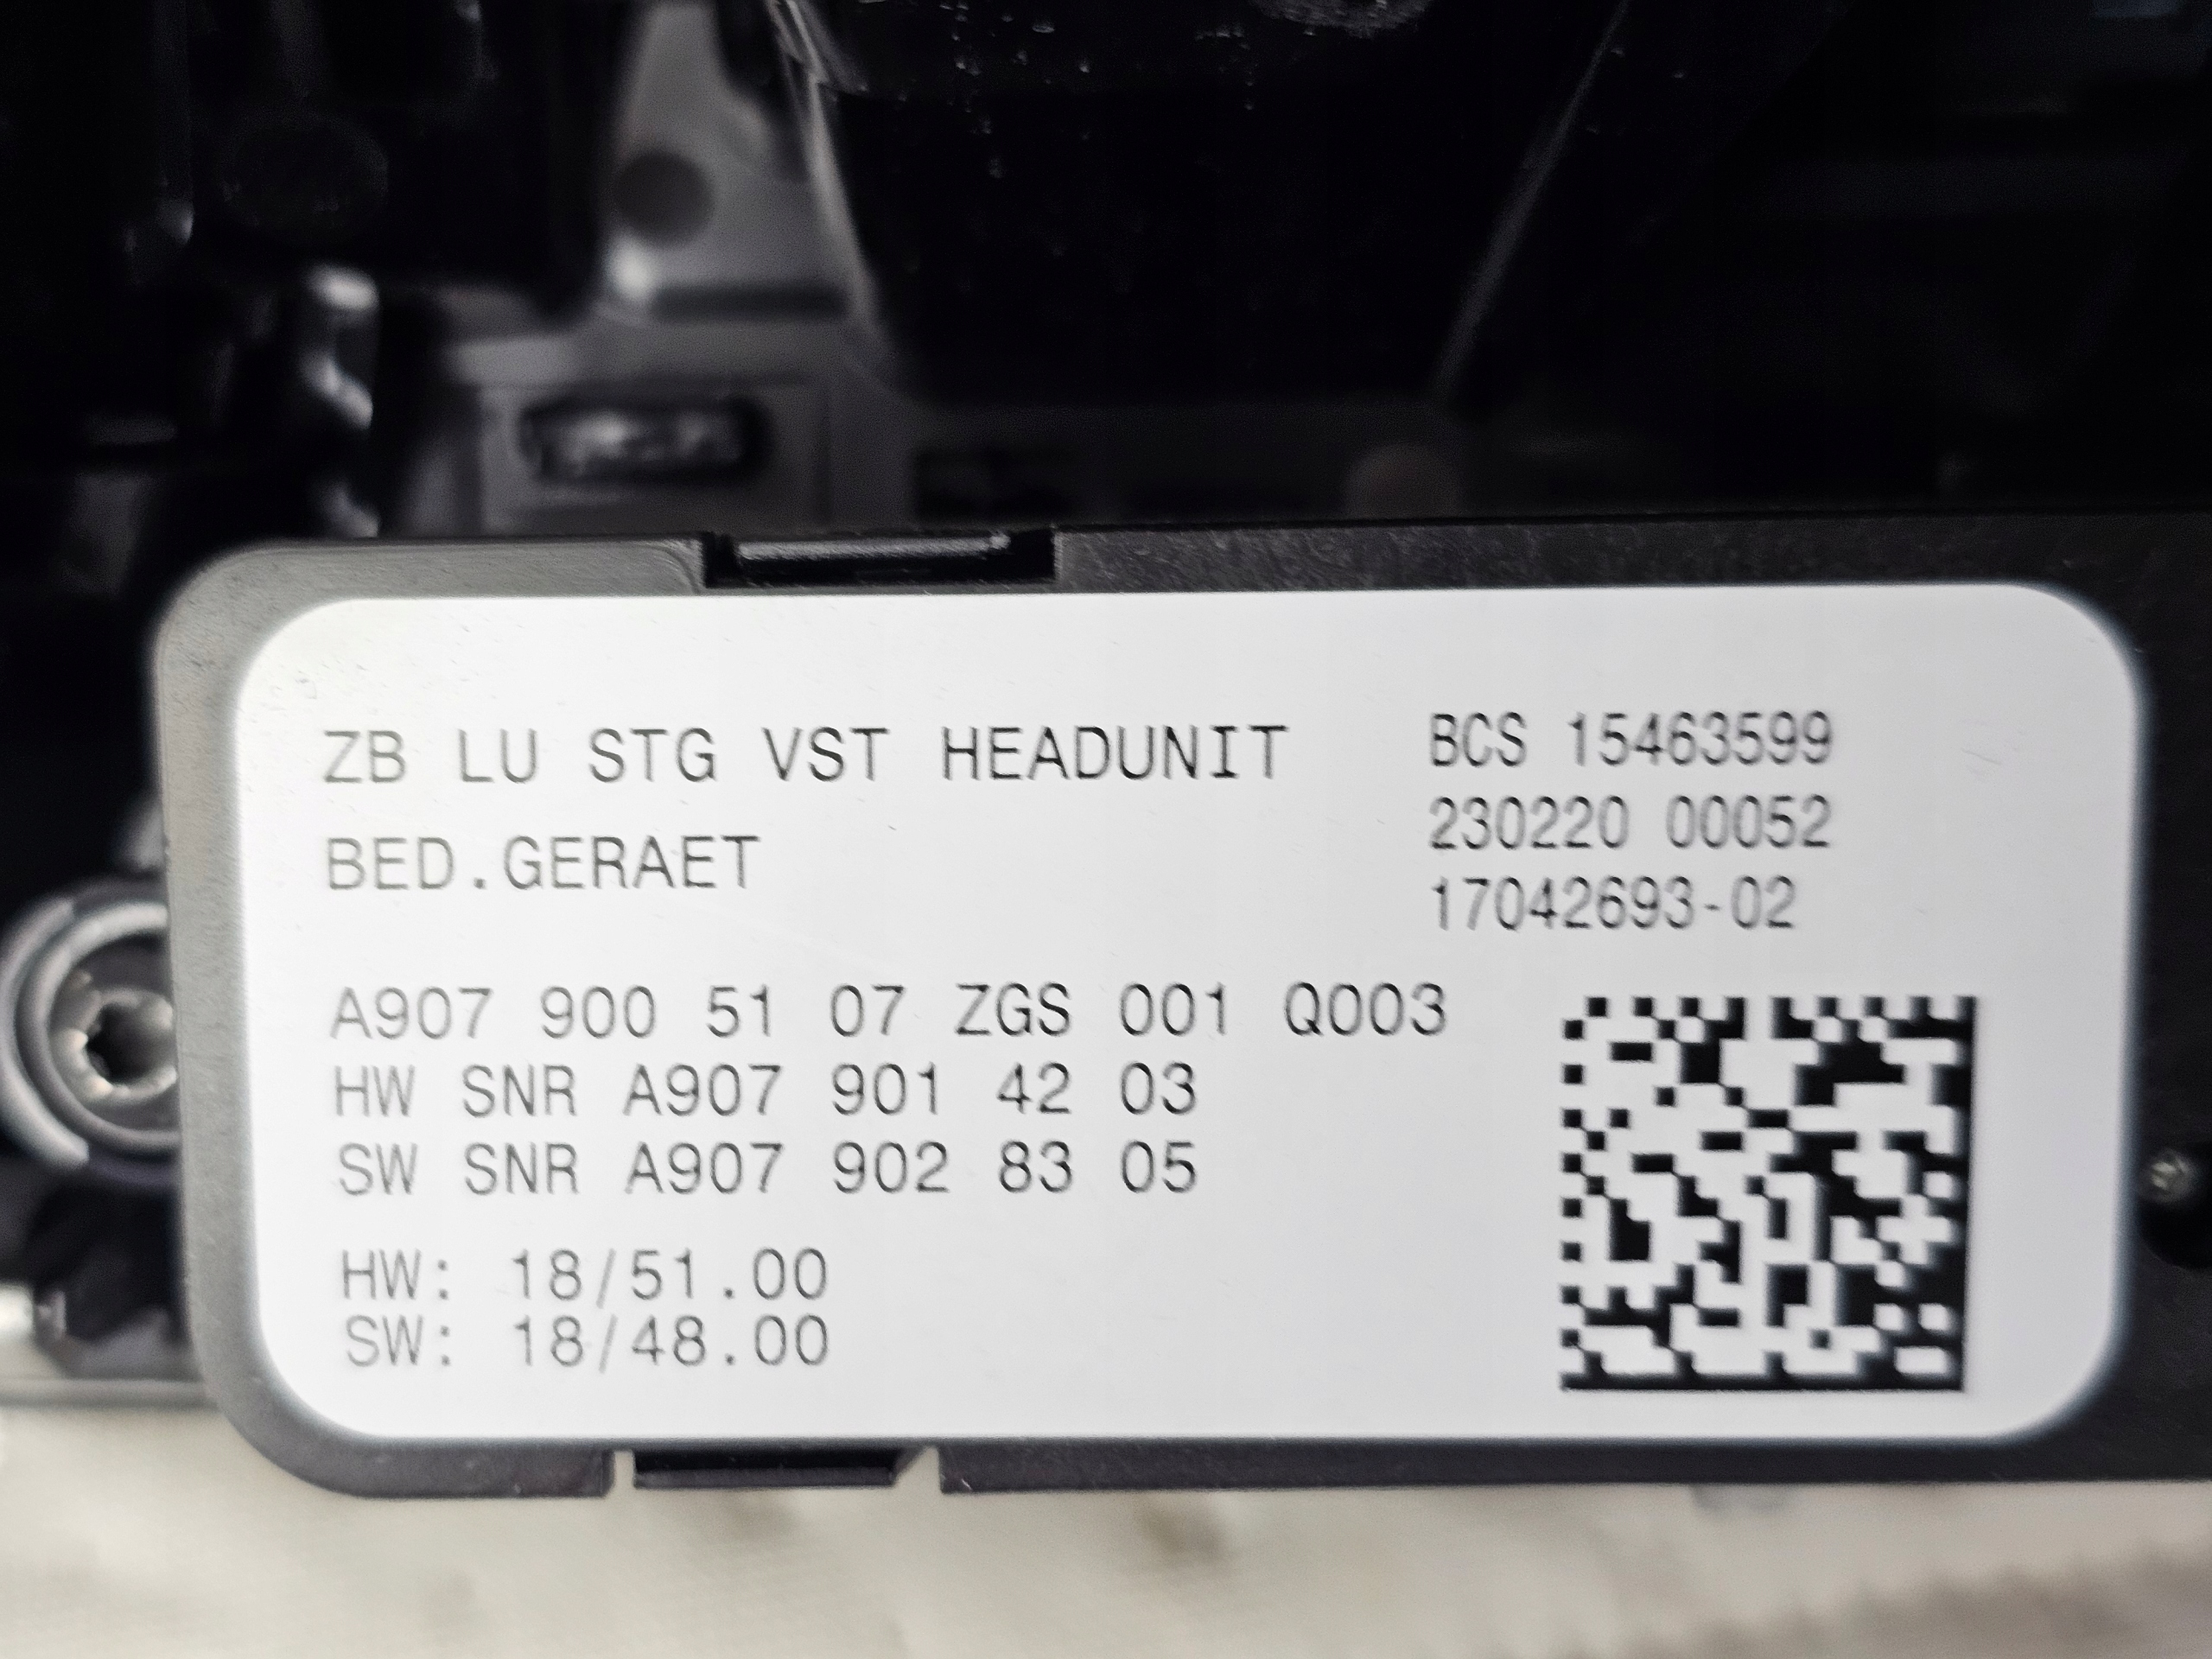 ZB LU STG VST HEADUNIT
BED.GERAET
BCS 15463599
230220 00052
17042693-02
A907 900 51 07 ZGS 001 Q003
HW SNR A907 901 42 03
SW SNR A907 902 83 05
HW: 18/51.00
SW: 18/48.00